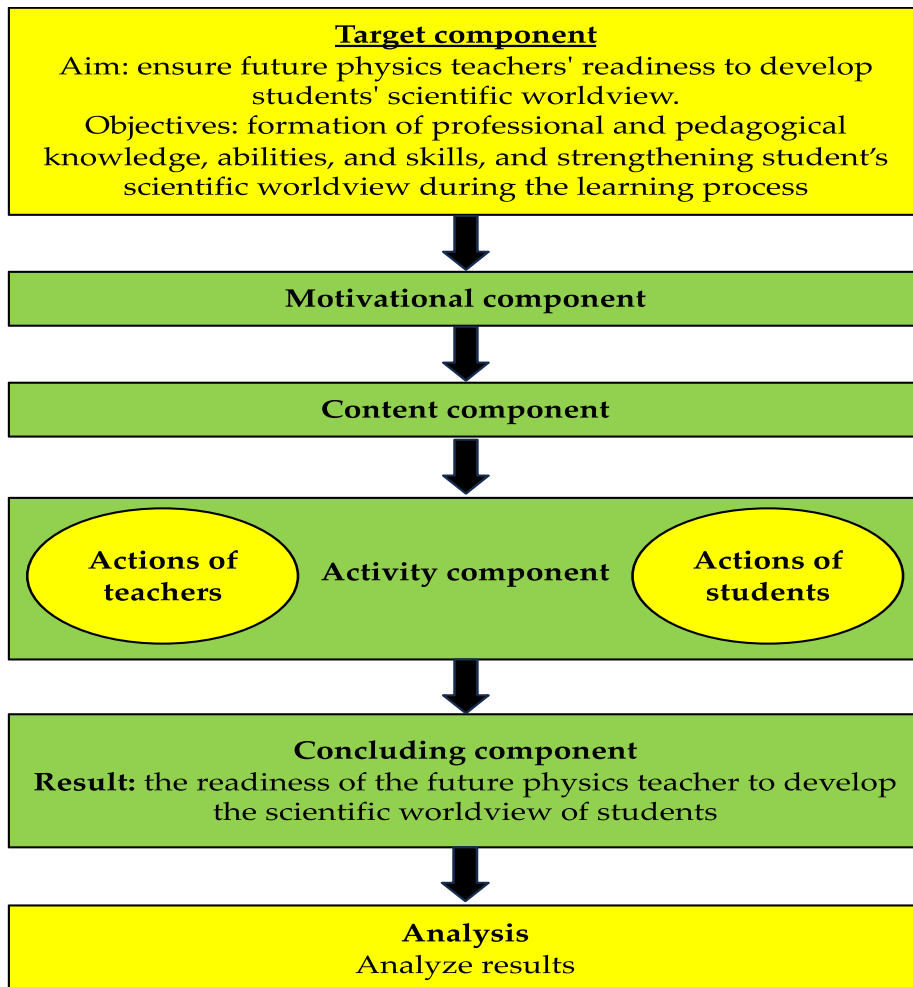 Target component
Aim: ensure future physics teachers' readiness to develop
students' scientific worldview.
Objectives: formation of professional and pedagogical
knowledge, abilities, and skills, and strengthening student’s
scientific worldview during the learning process
Motivational component
Content component
Actions of
teachers
Activity component
Actions of
students
Concluding component
Result: the readiness of the future physics teacher to develop
the scientific worldview of students
Analysis
Analyze results